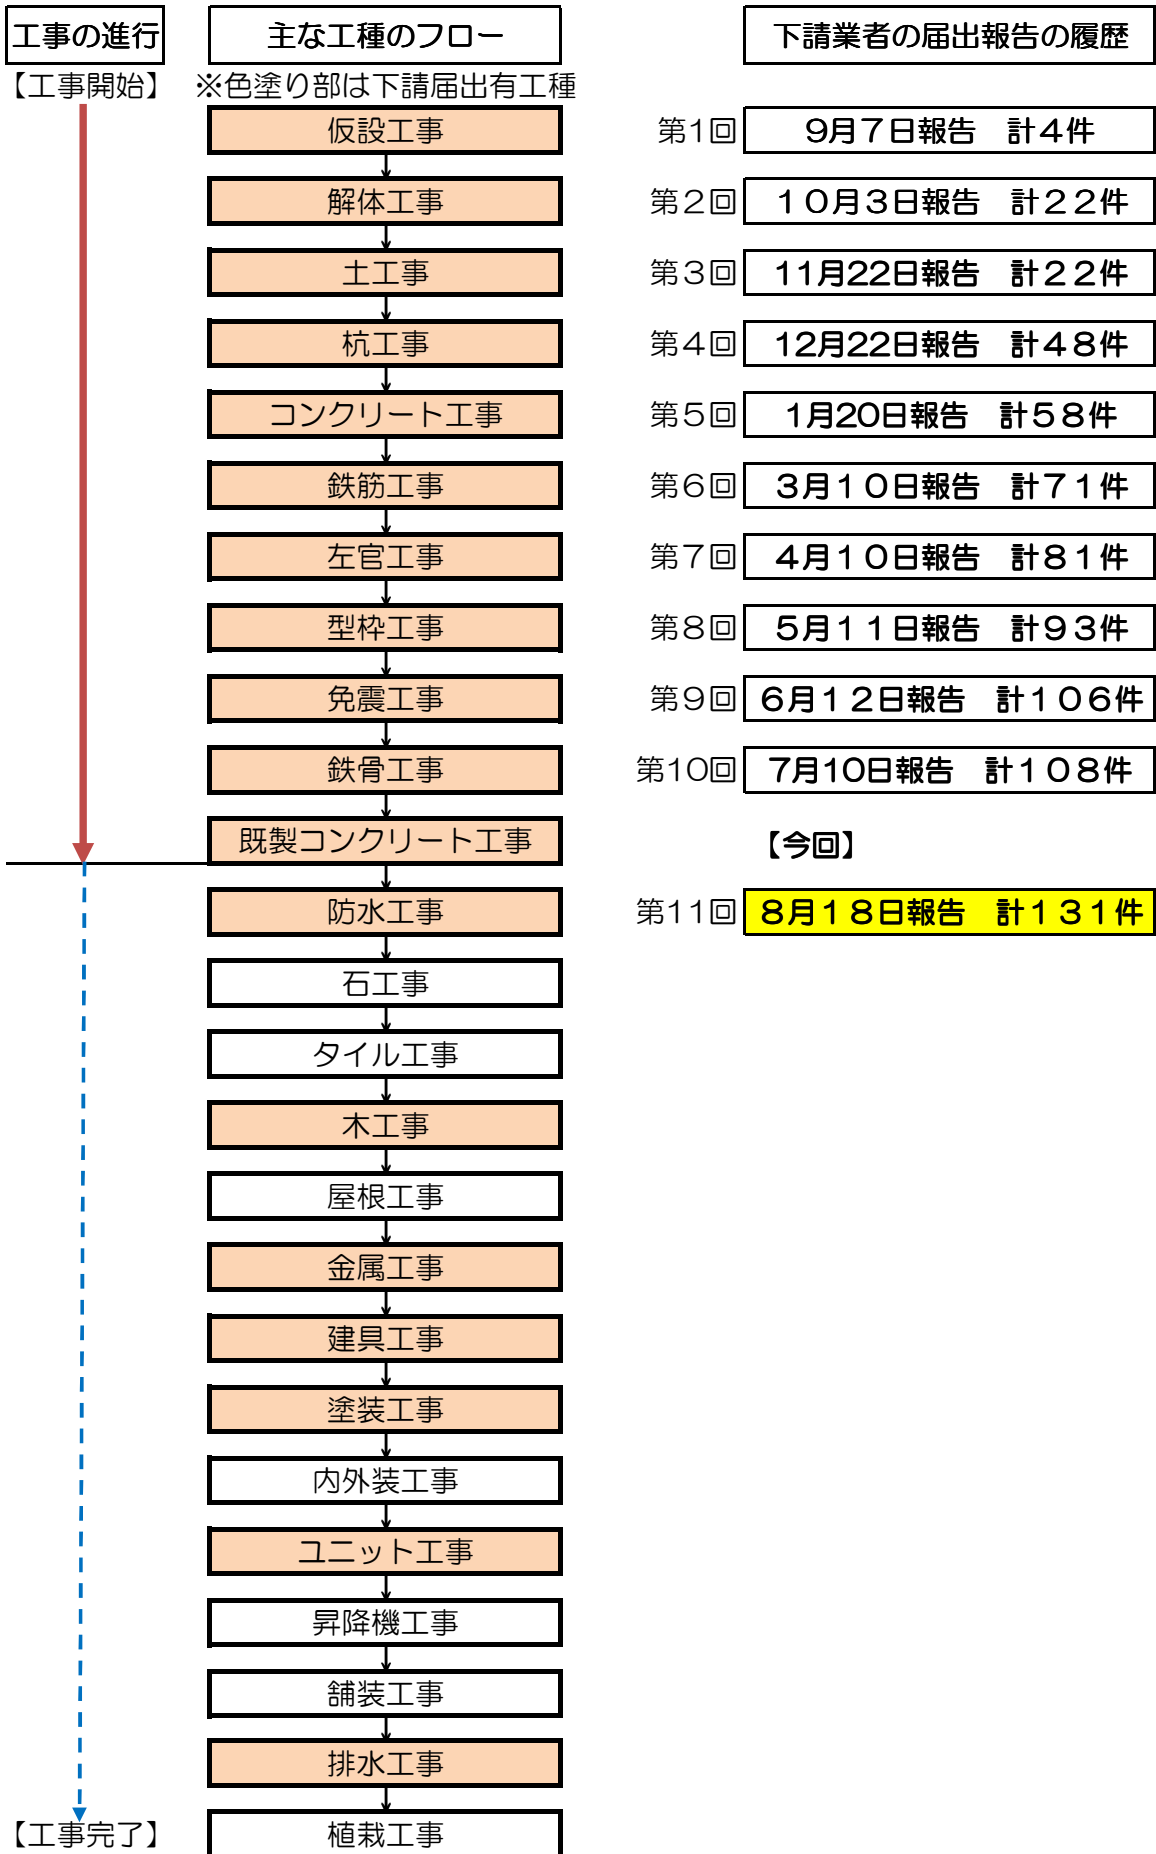 工事の進行
主な工種のフロー
下請業者の届出報告の履歴
【工事開始】
※色塗り部は下請届出有工種
仮設工事
第1回
9月7日報告　計4件
解体工事
第2回
10月3日報告　計22件
土工事
第3回
11月22日報告　計22件
杭工事
第4回
12月22日報告　計48件
コンクリート工事
第5回
1月20日報告　計58件
鉄筋工事
第6回
3月10日報告　計71件
左官工事
第7回
4月10日報告　計81件
型枠工事
第8回
5月11日報告　計93件
免震工事
第9回
6月12日報告　計106件
鉄骨工事
第10回
7月10日報告　計108件
既製コンクリート工事
【今回】
防水工事
第11回
8月18日報告　計131件
石工事
タイル工事
木工事
屋根工事
金属工事
建具工事
塗装工事
内外装工事
ユニット工事
昇降機工事
舗装工事
排水工事
【工事完了】
植栽工事